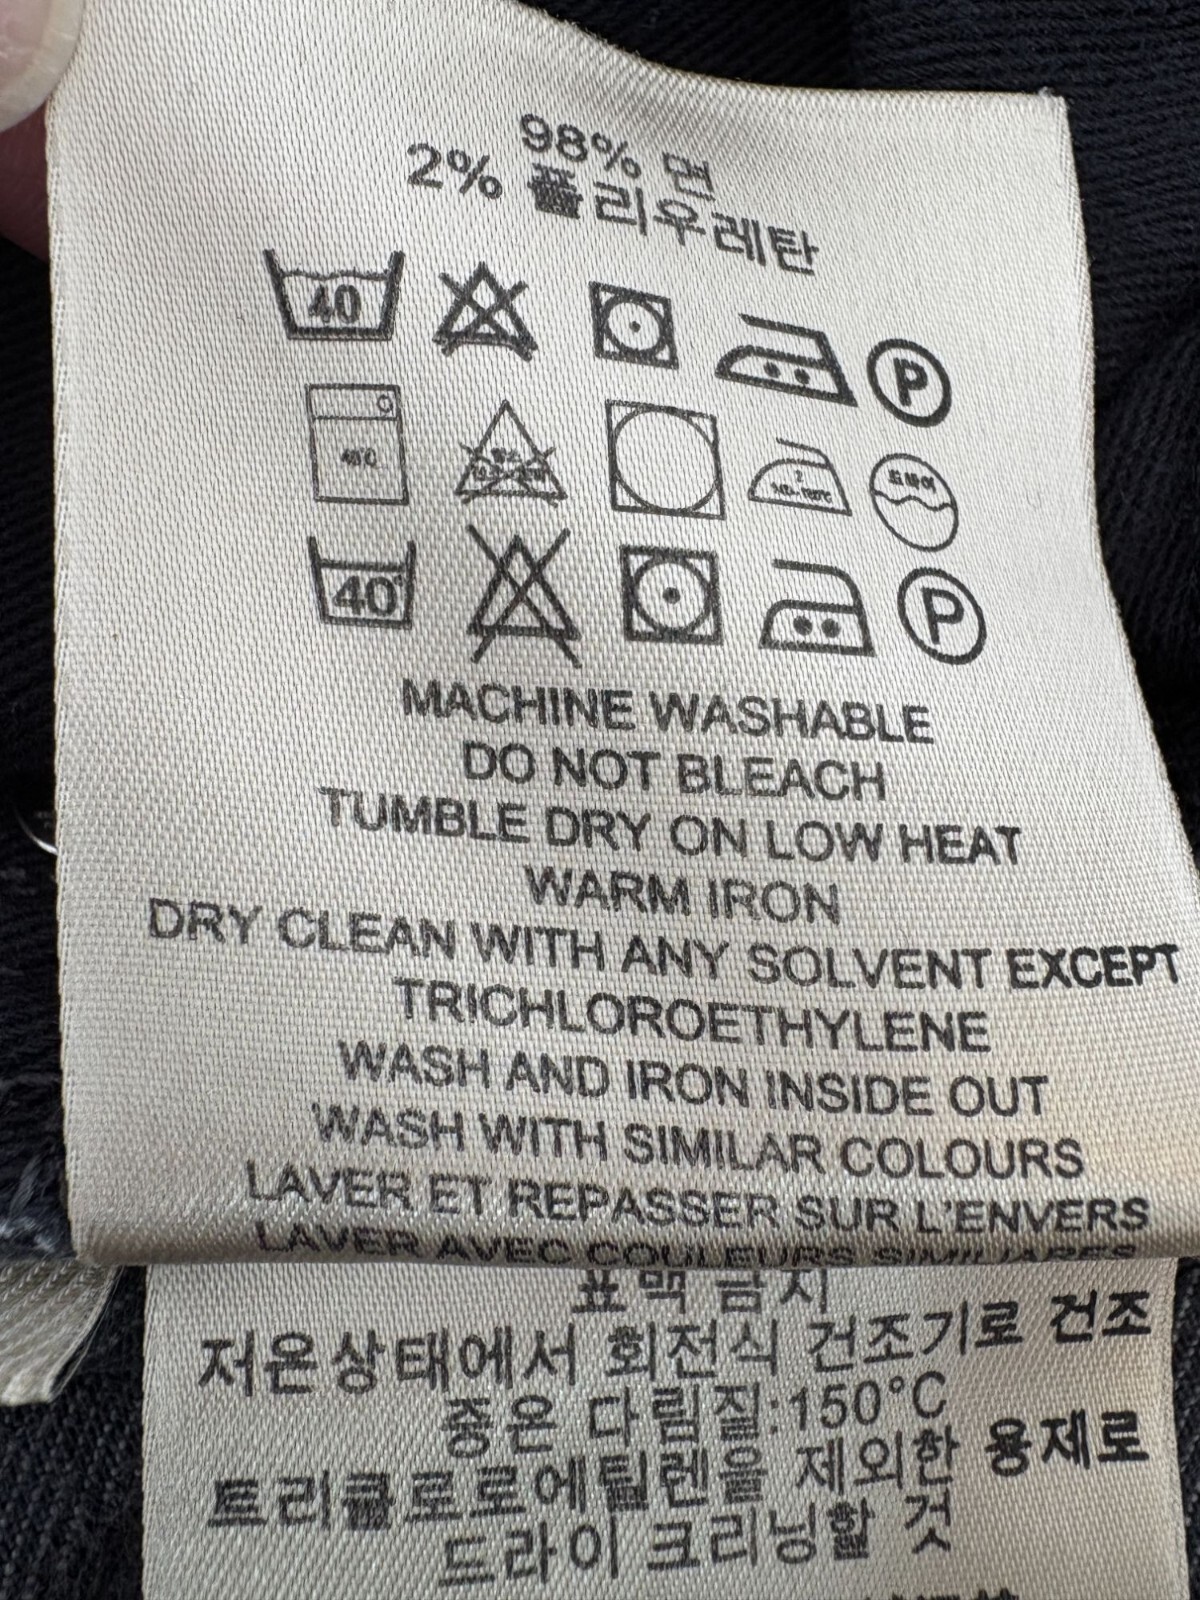 98% 면
2% 폴리우레탄
40
P
40
P
MACHINE WASHABLE
DO NOT BLEACH
TUMBLE DRY ON LOW HEAT
WARM IRON
DRY CLEAN WITH ANY SOLVENT EXCEPT
TRICHLOROETHYLENE
WASH AND IRON INSIDE OUT
WASH WITH SIMILAR COLOURS
LAVER ET REPASSER SUR L'ENVERS
LAVER AVEC COULEURS SIMILIARES
표백 금지
저온상태에서 회전식 건조기로 건조
중온 다림질:150°C
트리클로로에틸렌을 제외한 용제로
드라이 크리닝할 것